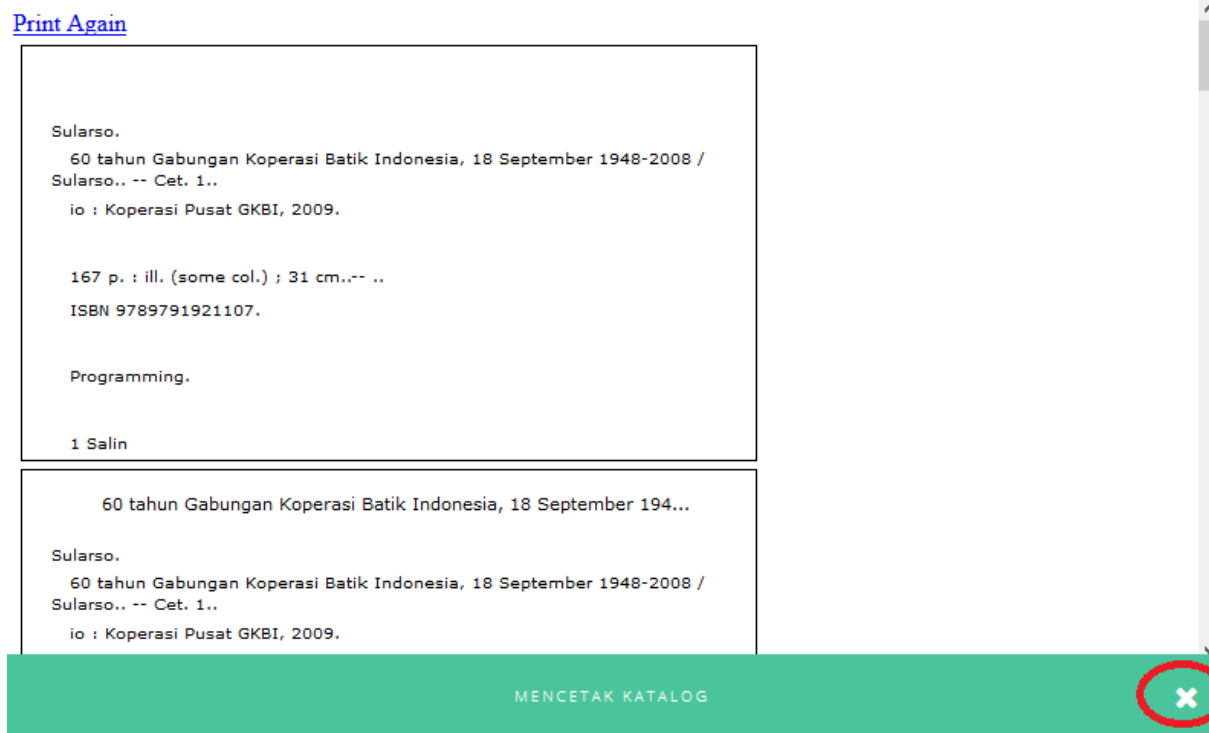 Print Again
Sularso.
60 tahun Gabungan Koperasi Batik Indonesia, 18 September 1948-2008 /
Sularso.. -- Cet. 1..
io : Koperasi Pusat GKBI, 2009.
167 p. : ill. (some col.) ; 31 cm..-- ..
ISBN 9789791921107.
Programming.
1 Salin
60 tahun Gabungan Koperasi Batik Indonesia, 18 September 194...
Sularso.
60 tahun Gabungan Koperasi Batik Indonesia, 18 September 1948-2008 /
Sularso.. -- Cet. 1..
io : Koperasi Pusat GKBI, 2009.
MENCETAK KATALOG